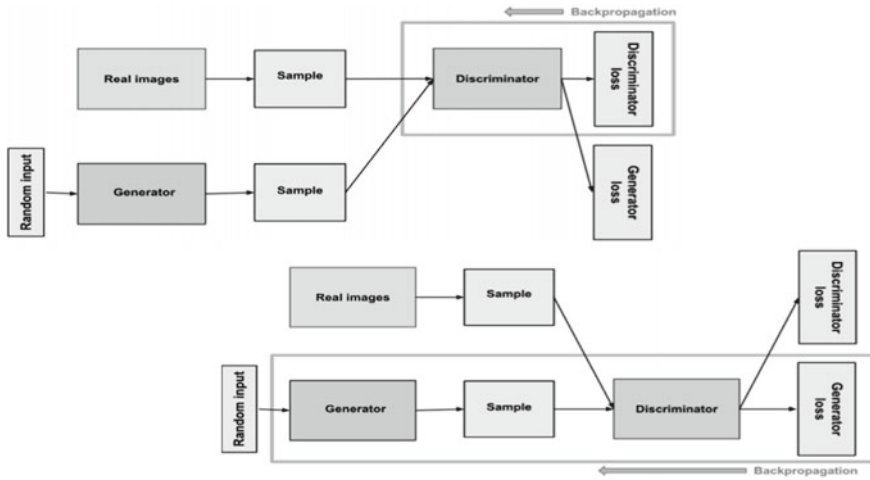 Backpropagation
Real images
Sample
Discriminator
Discriminator
loss
Random input
Generator
Sample
Generator
loss
Real images
Sample
Discriminator
loss
Random input
Generator
Sample
Discriminator
Generator
loss
Backpropagation